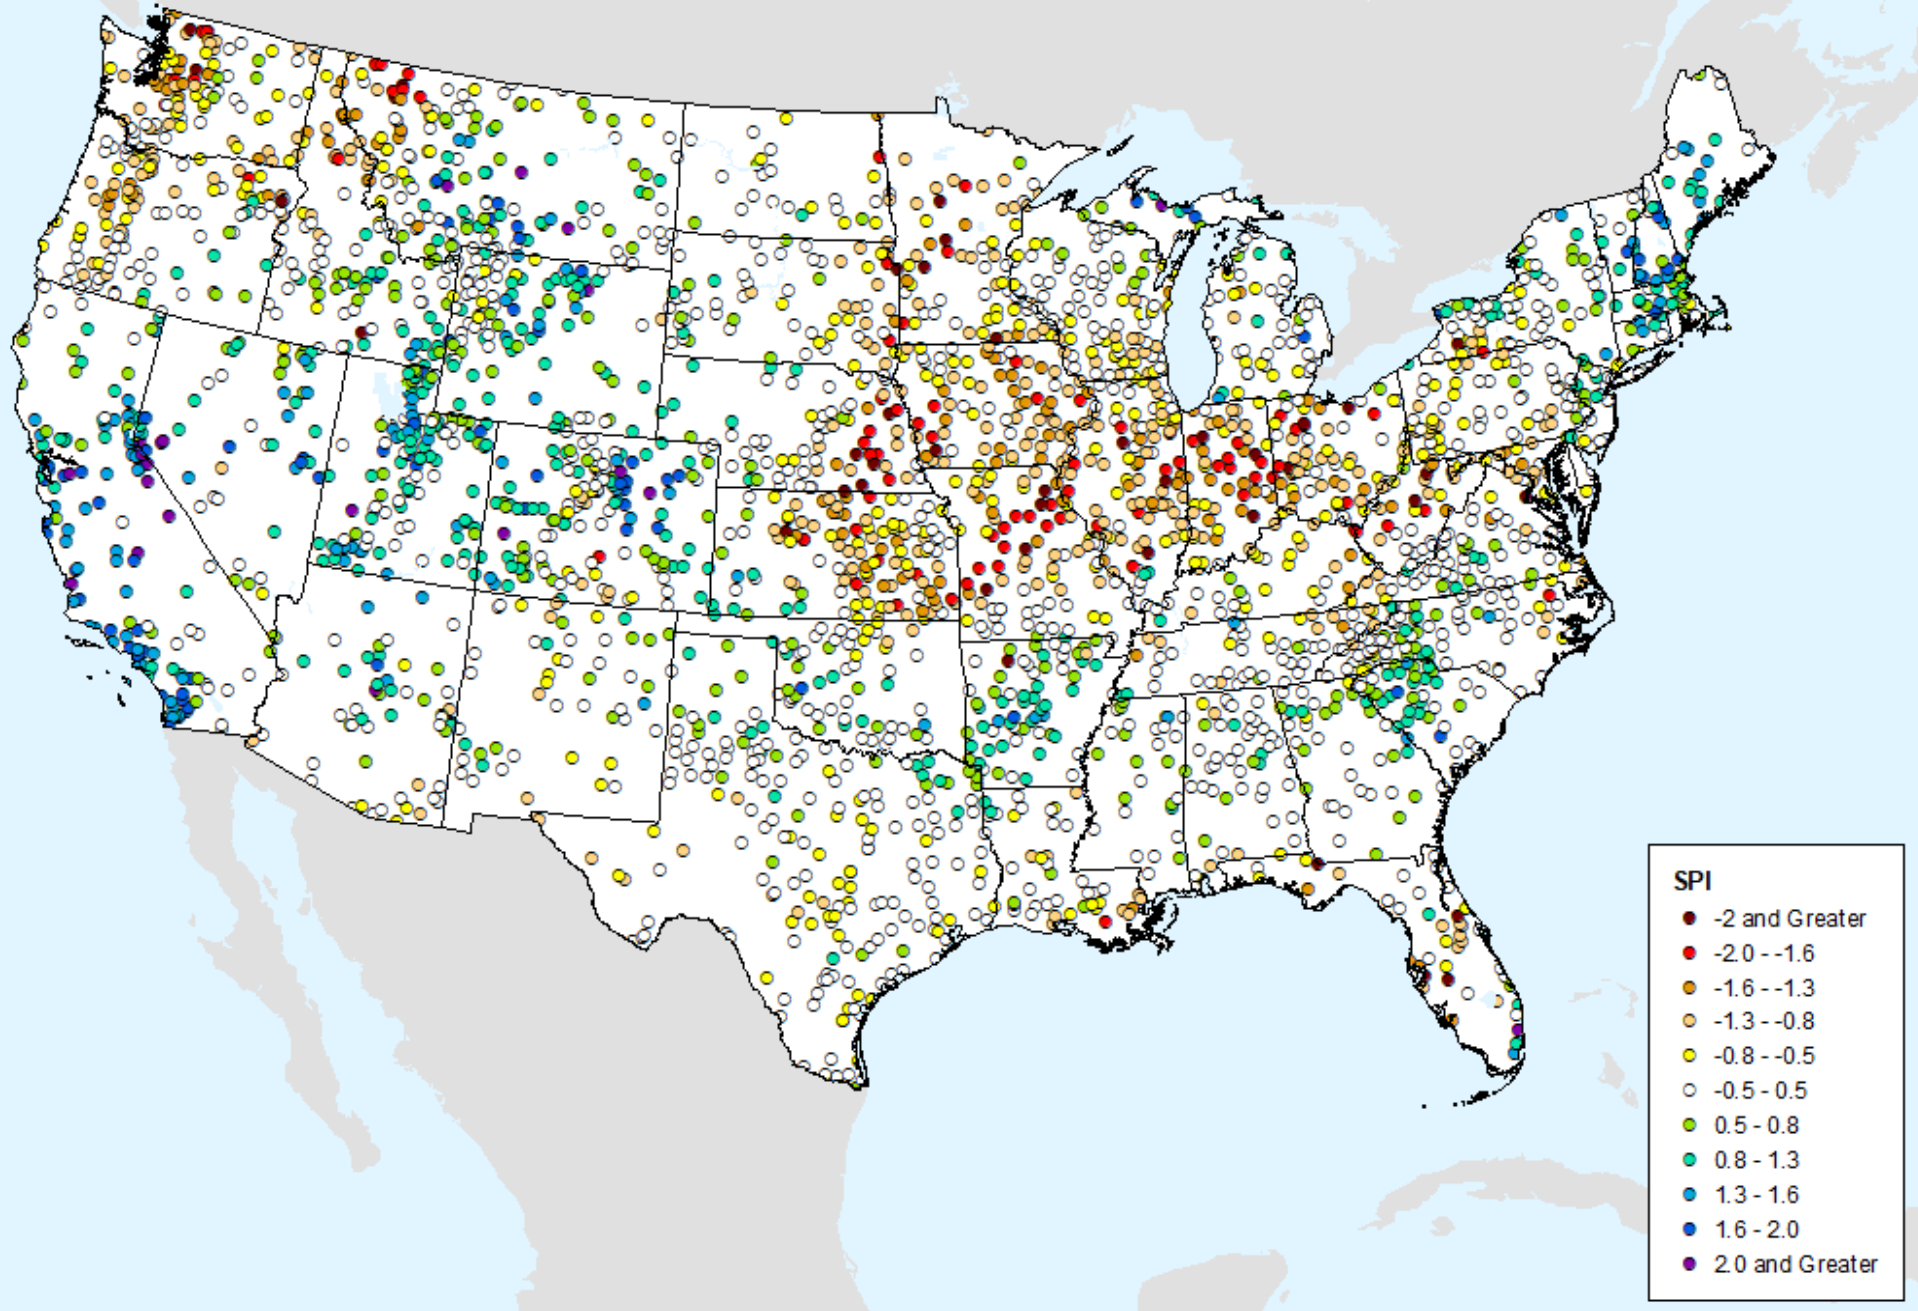 SPI
-2 and Greater
-2.0 - -1.6
-1.6 - -1.3
-1.3 - -0.8
-0.8 - -0.5
-0.5 - 0.5
0.5 - 0.8
0.8 - 1.3
1.3 - 1.6
1.6 - 2.0
2.0 and Greater